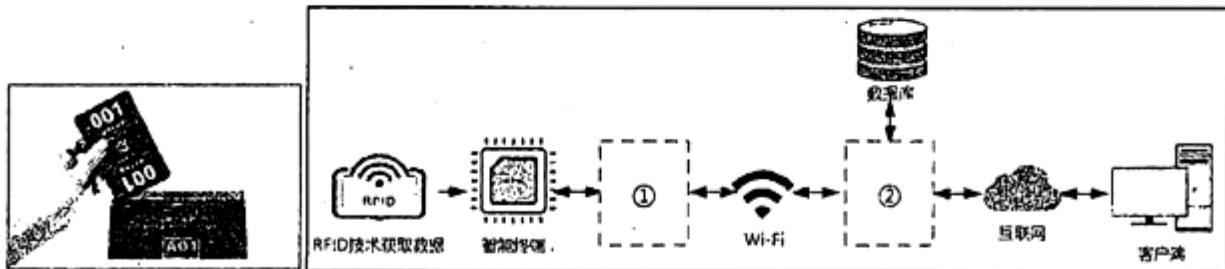 001
001
A01
RFID
RFID技术获取数据
智能终端
①
Wi-Fi
②
数据库
互联网
客户端